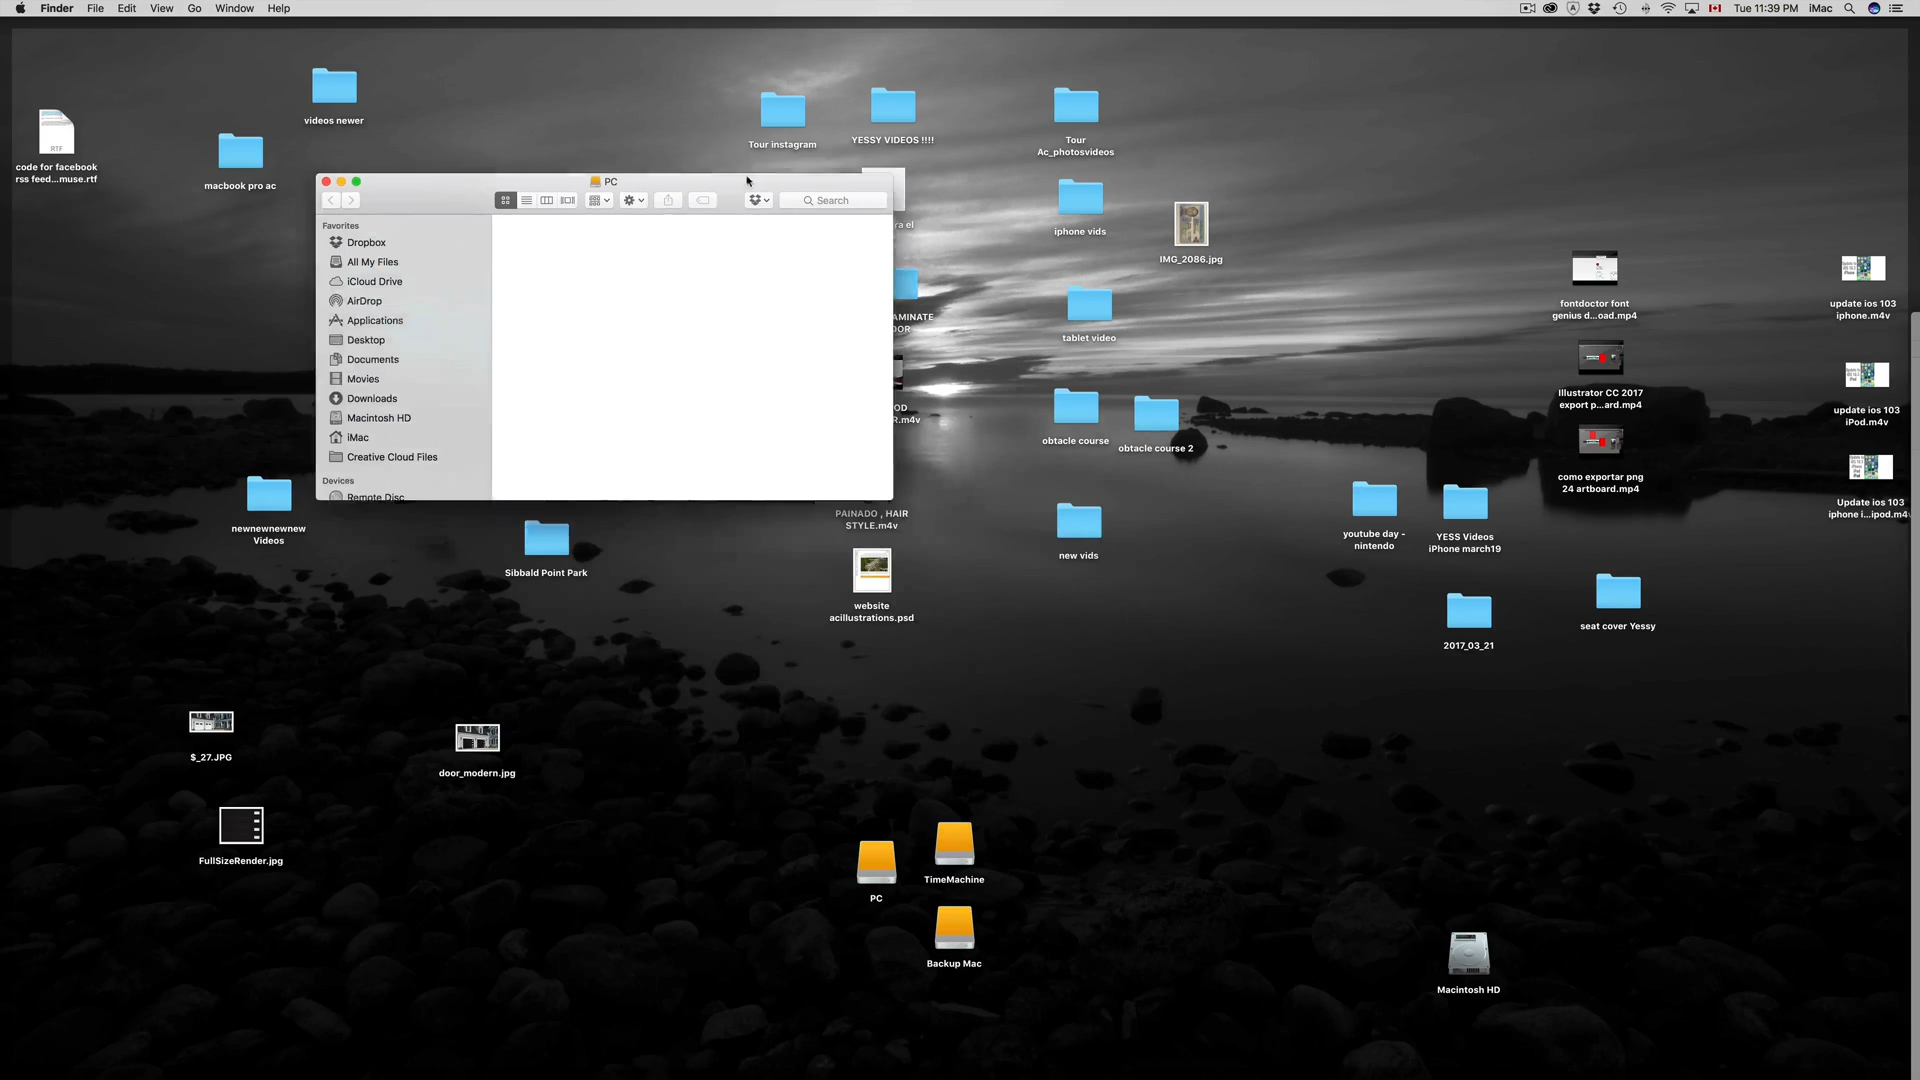 Finder File Edit View Go Window Help
Tue 11:39 PM iMac
videos newer
RTF
code for facebook
rss feed...muse.rtf
macbook pro ac
Tour instagram
YESSY VIDEOS !!!!
Tour
Ac_photosvideos
PC
Search
ra el
iphone vids
IMG_2086.jpg
Favorites
Dropbox
All My Files
iCloud Drive
AirDrop
Applications
Desktop
Documents
Movies
Downloads
Macintosh HD
iMac
Creative Cloud Files
Devices
Remote Disc
AMINATE
OOR
tablet video
fontdoctor font
genius d...oad.mp4
update ios 103
iphone.m4v
OD
R.m4v
Illustrator CC 2017
export p...ard.mp4
update ios 103
iPod.m4v
obtacle course
obtacle course 2
como exportar png
24 artboard.mp4
Update ios 103
iphone i...ipod.m4v
newnewnewnew
Videos
Sibbald Point Park
PAINADO , HAIR
STYLE.m4v
new vids
youtube day -
nintendo
YESS Videos
iPhone march19
website
acillustrations.psd
2017_03_21
seat cover Yessy
$_27.JPG
door_modern.jpg
FullSizeRender.jpg
PC
TimeMachine
Backup Mac
Macintosh HD